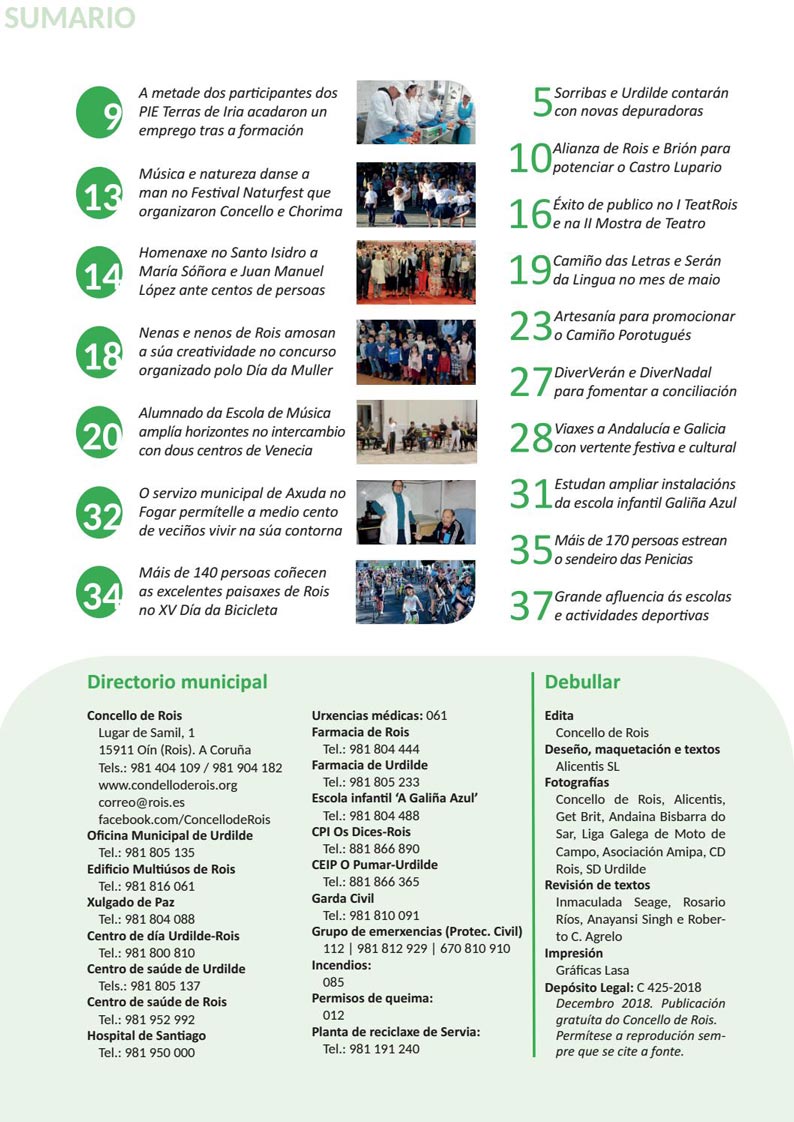 SUMARIO
9
A metade dos participantes dos
PIE Terras de Iria acadaron un
emprego tras a formación
13
Música e natureza danse a
man no Festival Naturfest que
organizaron Concello e Chorima
14
Homenaxe no Santo Isidro a
María Sóñora e Juan Manuel
López ante centos de persoas
18
Nenas e nenos de Rois amosan
a súa creatividade no concurso
organizado polo Día da Muller
20
Alumnado da Escola de Música
amplía horizontes no intercambio
con dous centros de Venecia
32
O servizo municipal de Axuda no
Fogar permítelle a medio cento
de veciños vivir na súa contorna
34
Máis de 140 persoas coñecen
as excelentes paisaxes de Rois
no XV Día da Bicicleta
5
Sorribas e Urdilde contarán
con novas depuradoras
10
Alianza de Rois e Brión para
potenciar o Castro Lupario
16
Éxito de publico no I TeatRois
e na II Mostra de Teatro
19
Camiño das Letras e Serán
da Lingua no mes de maio
23
Artesanía para promocionar
o Camiño Porotugués
27
DiverVerán e DiverNadal
para fomentar a conciliación
28
Viaxes a Andalucía e Galicia
con vertente festiva e cultural
31
Estudan ampliar instalacións
da escola infantil Galiña Azul
35
Máis de 170 persoas estrean
o sendeiro das Penicias
37
Grande afluencia ás escolas
e actividades deportivas
Directorio municipal
Concello de Rois
Lugar de Samil, 1
15911 Oín (Rois). A Coruña
Tels.: 981 404 109 / 981 904 182
www.condelloderois.org
correo@rois.es
facebook.com/ConcellodeRois
Oficina Municipal de Urdilde
Tel.: 981 805 135
Edificio Multiúsos de Rois
Tel.: 981 816 061
Xulgado de Paz
Tel.: 981 804 088
Centro de día Urdilde-Rois
Tel.: 981 800 810
Centro de saúde de Urdilde
Tels.: 981 805 137
Centro de saúde de Rois
Tel.: 981 952 992
Hospital de Santiago
Tel.: 981 950 000
Urxencias médicas: 061
Farmacia de Rois
Tel.: 981 804 444
Farmacia de Urdilde
Tel.: 981 805 233
Escola infantil ‘A Galiña Azul’
Tel.: 981 804 488
CPI Os Dices-Rois
Tel.: 881 866 890
CEIP O Pumar-Urdilde
Tel.: 881 866 365
Garda Civil
Tel.: 981 810 091
Grupo de emerxencias (Protec. Civil)
112 | 981 812 929 | 670 810 910
Incendios:
085
Permisos de queima:
012
Planta de reciclaxe de Servia:
Tel.: 981 191 240
Debullar
Edita
Concello de Rois
Deseño, maquetación e textos
Alicentis SL
Fotografías
Concello de Rois, Alicentis,
Get Brit, Andaina Bisbarra do
Sar, Liga Galega de Moto de
Campo, Asociación Amipa, CD
Rois, SD Urdilde
Revisión de textos
Inmaculada Seage, Rosario
Ríos, Anayansi Singh e Rober-
to C. Agrelo
Impresión
Gráficas Lasa
Depósito Legal: C 425-2018
Decembro 2018. Publicación
gratuíta do Concello de Rois.
Permítese a reprodución sem-
pre que se cite a fonte.